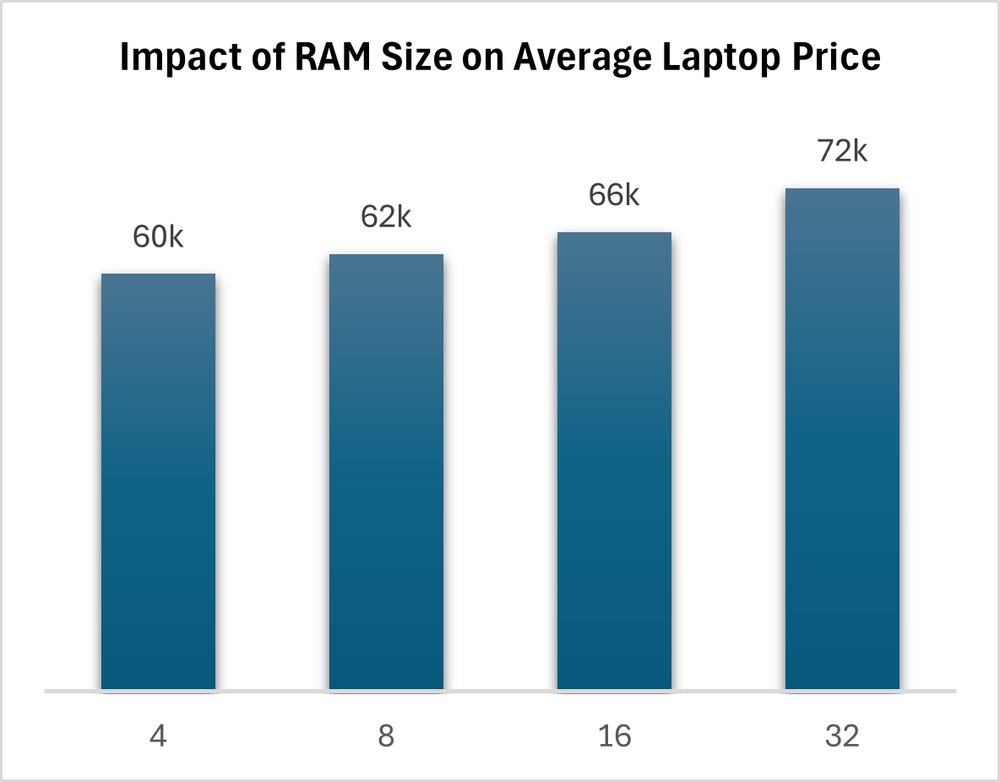 Impact of RAM Size on Average Laptop Price
60k
62k
66k
72k
4
8
16
32